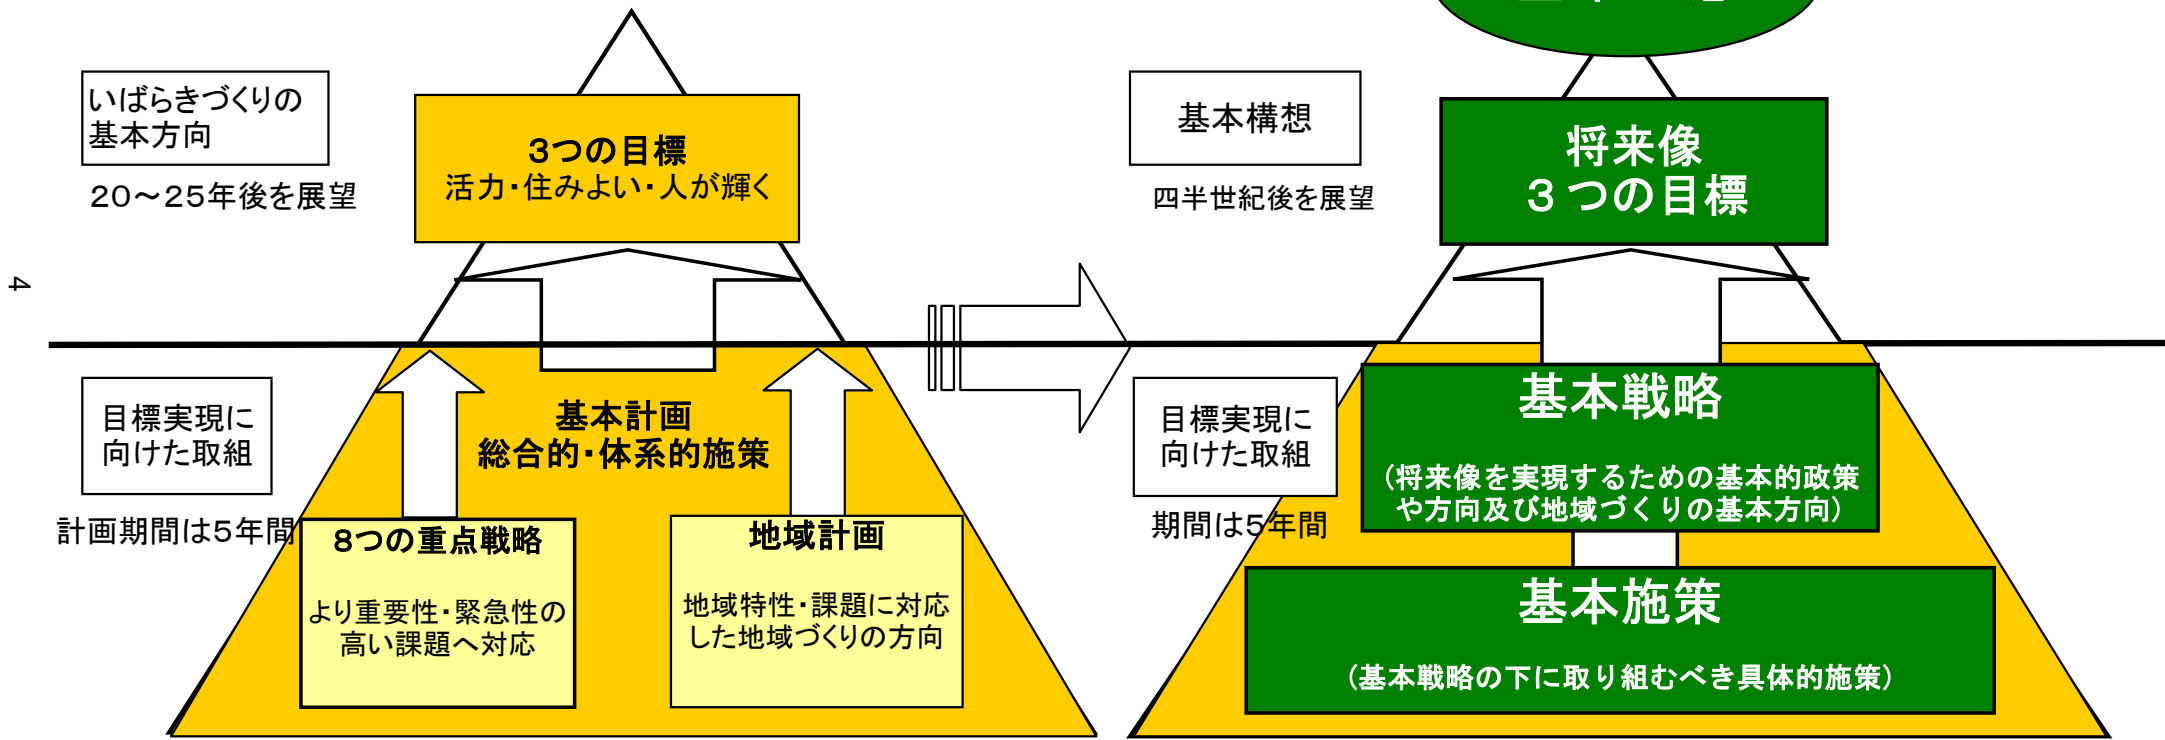 いばらきづくりの
基本方向
20～25年後を展望
3つの目標
活力・住みよい・人が輝く
目標実現に
向けた取組
計画期間は5年間
基本計画
総合的・体系的施策
8つの重点戦略
より重要性・緊急性の
高い課題へ対応
地域計画
地域特性・課題に対応
した地域づくりの方向
基本構想
四半世紀後を展望
将来像
３つの目標
目標実現に
向けた取組
期間は5年間
基本戦略
(将来像を実現するための基本的政策
や方向及び地域づくりの基本方向)
基本施策
(基本戦略の下に取り組むべき具体的施策)
4